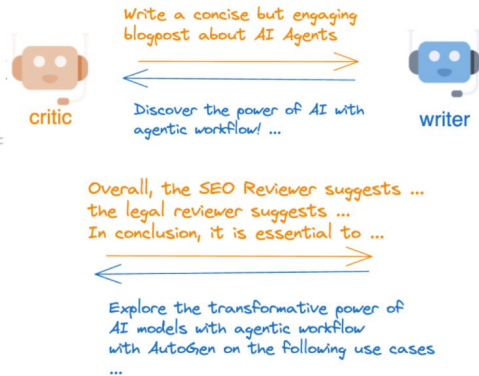 Write a concise but engaging
blogpost about AI Agents
critic
writer
Discover the power of AI with
agentic workflow! ...
Overall, the SEO Reviewer suggests ...
the legal reviewer suggests ...
In conclusion, it is essential to ...
Explore the transformative power of
AI models with agentic workflow
with AutoGen on the following use cases
...